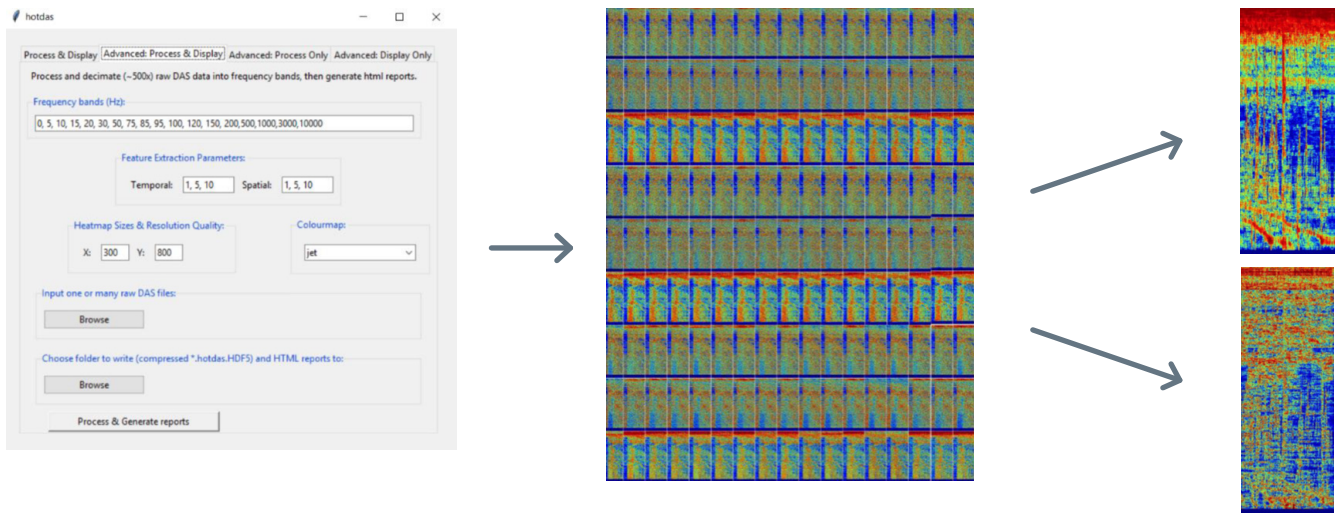 hotdas
Process & Display Advanced: Process & Display Advanced: Process Only Advanced: Display Only
Process and decimate (~500x) raw DAS data into frequency bands, then generate html reports.
Frequency bands (Hz):
0, 5, 10, 15, 20, 30, 50, 75, 85, 95, 100, 120, 150, 200,500,1000,3000,10000
Feature Extraction Parameters:
Temporal: 1, 5, 10 Spatial: 1, 5, 10
Heatmap Sizes & Resolution Quality: Colourmap:
X: 300 Y: 800 jet
Input one or many raw DAS files:
Browse
Choose folder to write (compressed *.hotdas.HDF5) and HTML reports to:
Browse
Process & Generate reports